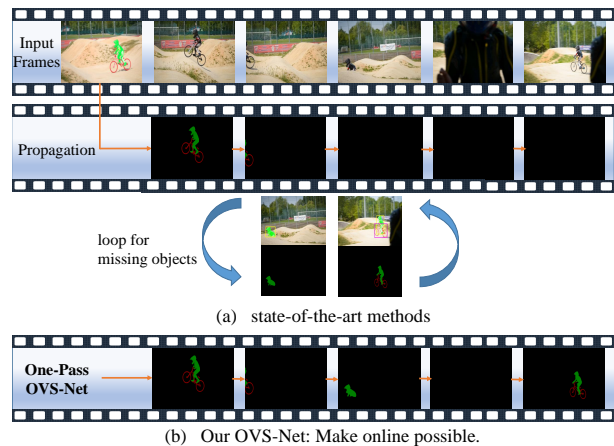 Input
Frames
Propagation
loop for
missing objects
(a) state-of-the-art methods
One-Pass
OVS-Net
(b) Our OVS-Net: Make online possible.